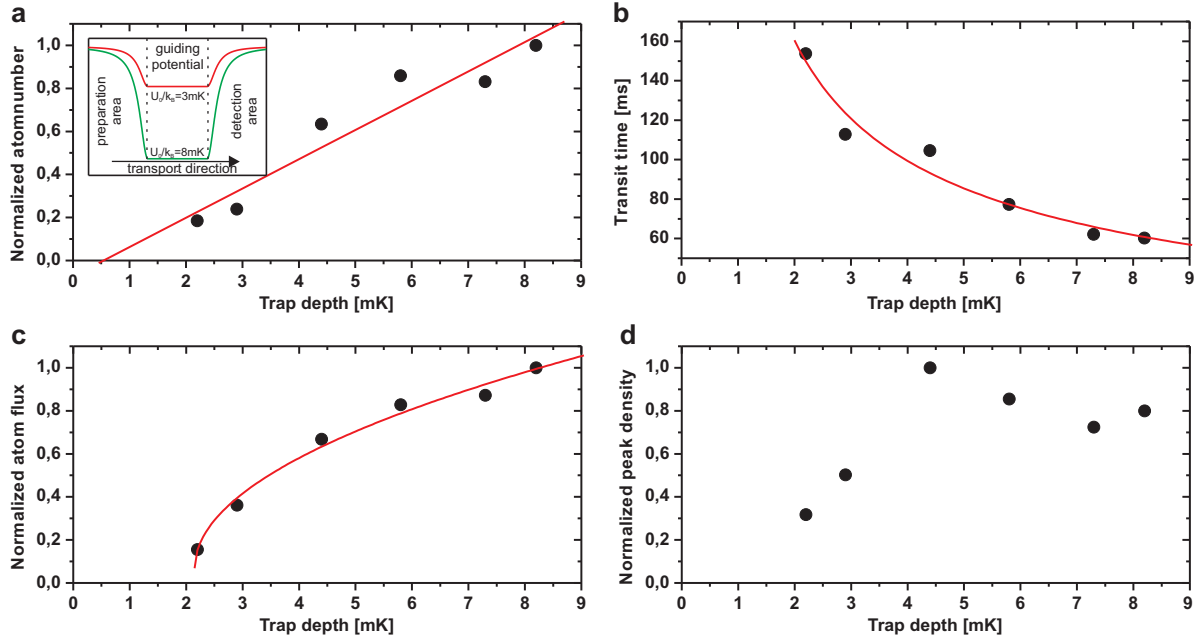 a
Normalized atomnumber
1,0
0,8
0,6
0,4
0,2
0,0
guiding
potential
preparation
area
detection
area
U₀/k_B=3mK
U₀/k_B=8mK
transport direction
0 1 2 3 4 5 6 7 8 9
Trap depth [mK]
b
Transit time [ms]
160
140
120
100
80
60
0 1 2 3 4 5 6 7 8 9
Trap depth [mK]
c
Normalized atom flux
1,0
0,8
0,6
0,4
0,2
0,0
0 1 2 3 4 5 6 7 8 9
Trap depth [mK]
d
Normalized peak density
1,0
0,8
0,6
0,4
0,2
0,0
0 1 2 3 4 5 6 7 8 9
Trap depth [mK]